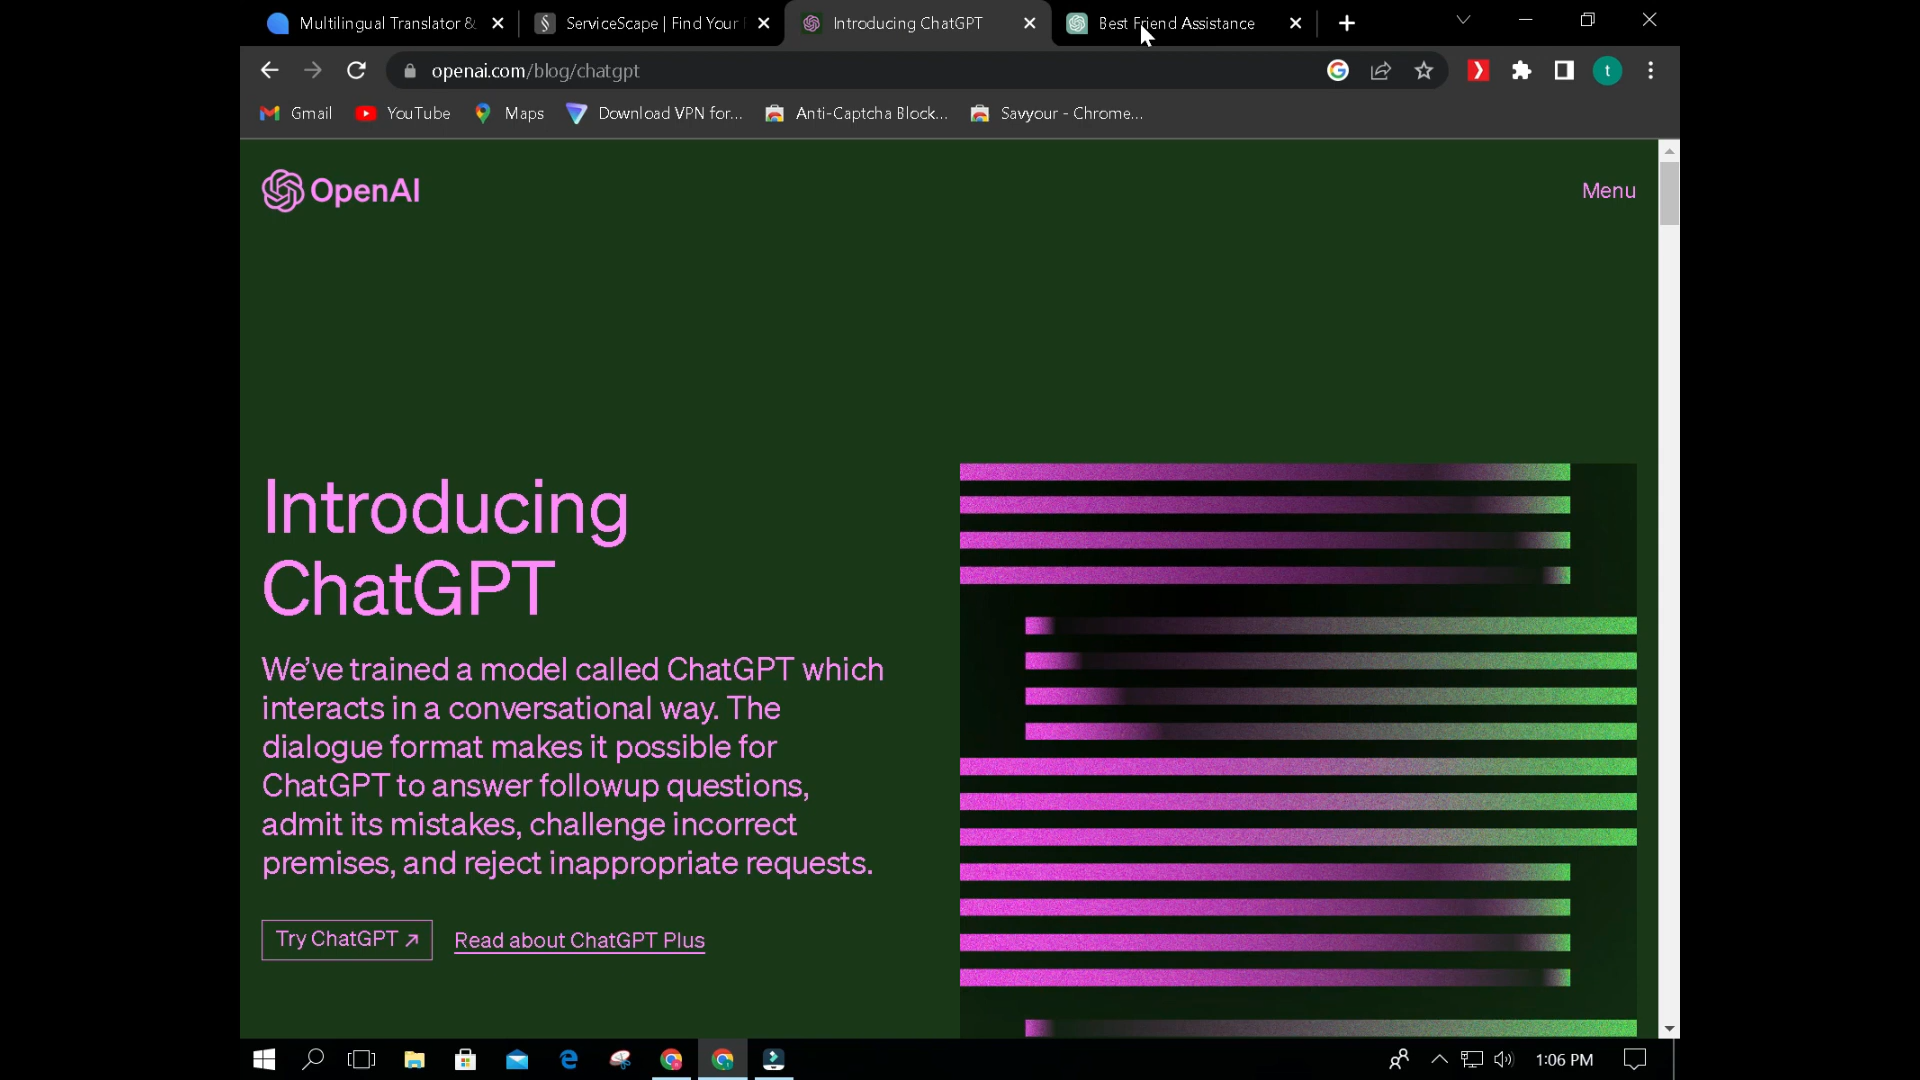 Multilingual Translator &
ServiceScape | Find Your
Introducing ChatGPT
Best Friend Assistance
openai.com/blog/chatgpt
t
Gmail
YouTube
Maps
Download VPN for...
Anti-Captcha Block...
Savyour - Chrome...
OpenAI
Menu
Introducing
ChatGPT
We've trained a model called ChatGPT which
interacts in a conversational way. The
dialogue format makes it possible for
ChatGPT to answer followup questions,
admit its mistakes, challenge incorrect
premises, and reject inappropriate requests.
Try ChatGPT ↗
Read about ChatGPT Plus
1:06 PM